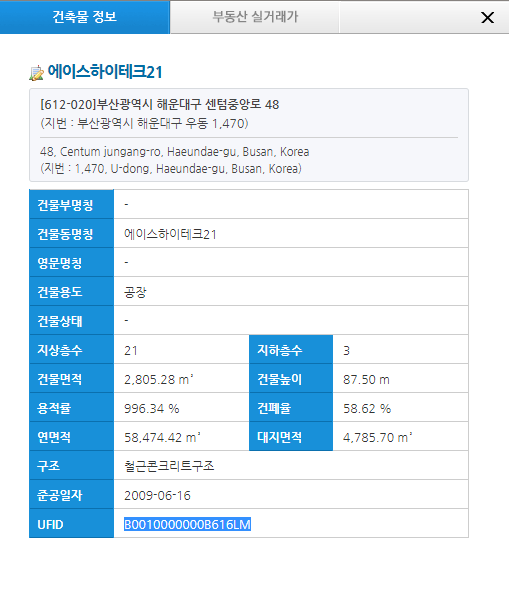 건축물 정보
부동산 실거래가
에이스하이테크21
[612-020]부산광역시 해운대구 센텀중앙로 48
(지번 : 부산광역시 해운대구 우동 1,470)
48, Centum jungang-ro, Haeundae-gu, Busan, Korea
(지번 : 1,470, U-dong, Haeundae-gu, Busan, Korea)
건물부명칭 -
건물동명칭 에이스하이테크21
영문명칭 -
건물용도 공장
건물상태 -
지상층수 21 지하층수 3
건물면적 2,805.28 m² 건물높이 87.50 m
용적률 996.34 % 건폐율 58.62 %
연면적 58,474.42 m² 대지면적 4,785.70 m²
구조 철근콘크리트구조
준공일자 2009-06-16
UFID B0010000000B616LM